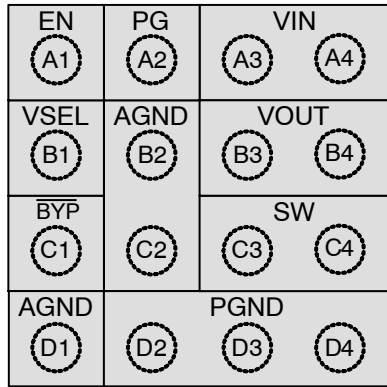 EN PG VIN
A1 A2 A3 A4
VSEL AGND VOUT
B1 B2 B3 B4
BYP SW
C1 C2 C3 C4
AGND PGND
D1 D2 D3 D4